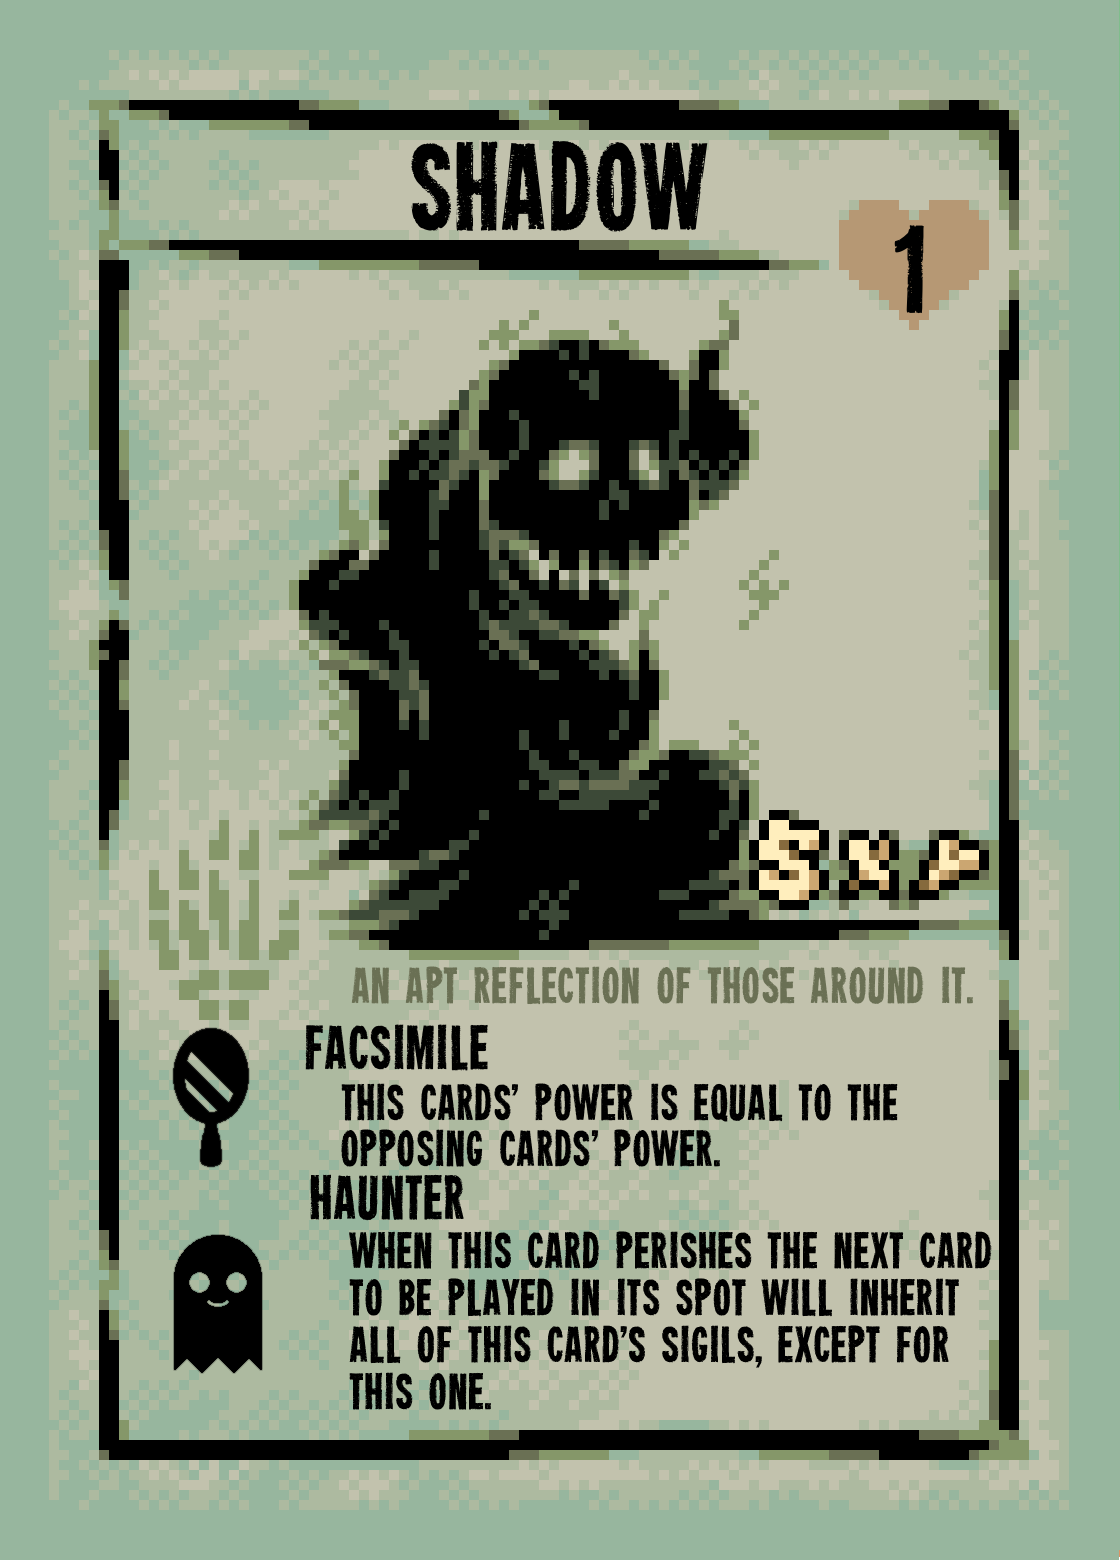 SHADOW
1
5 x
AN APT REFLECTION OF THOSE AROUND IT.
FACSIMILE
THIS CARDS' POWER IS EQUAL TO THE
OPPOSING CARDS' POWER.
HAUNTER
WHEN THIS CARD PERISHES THE NEXT CARD
TO BE PLAYED IN ITS SPOT WILL INHERIT
ALL OF THIS CARD'S SIGILS, EXCEPT FOR
THIS ONE.